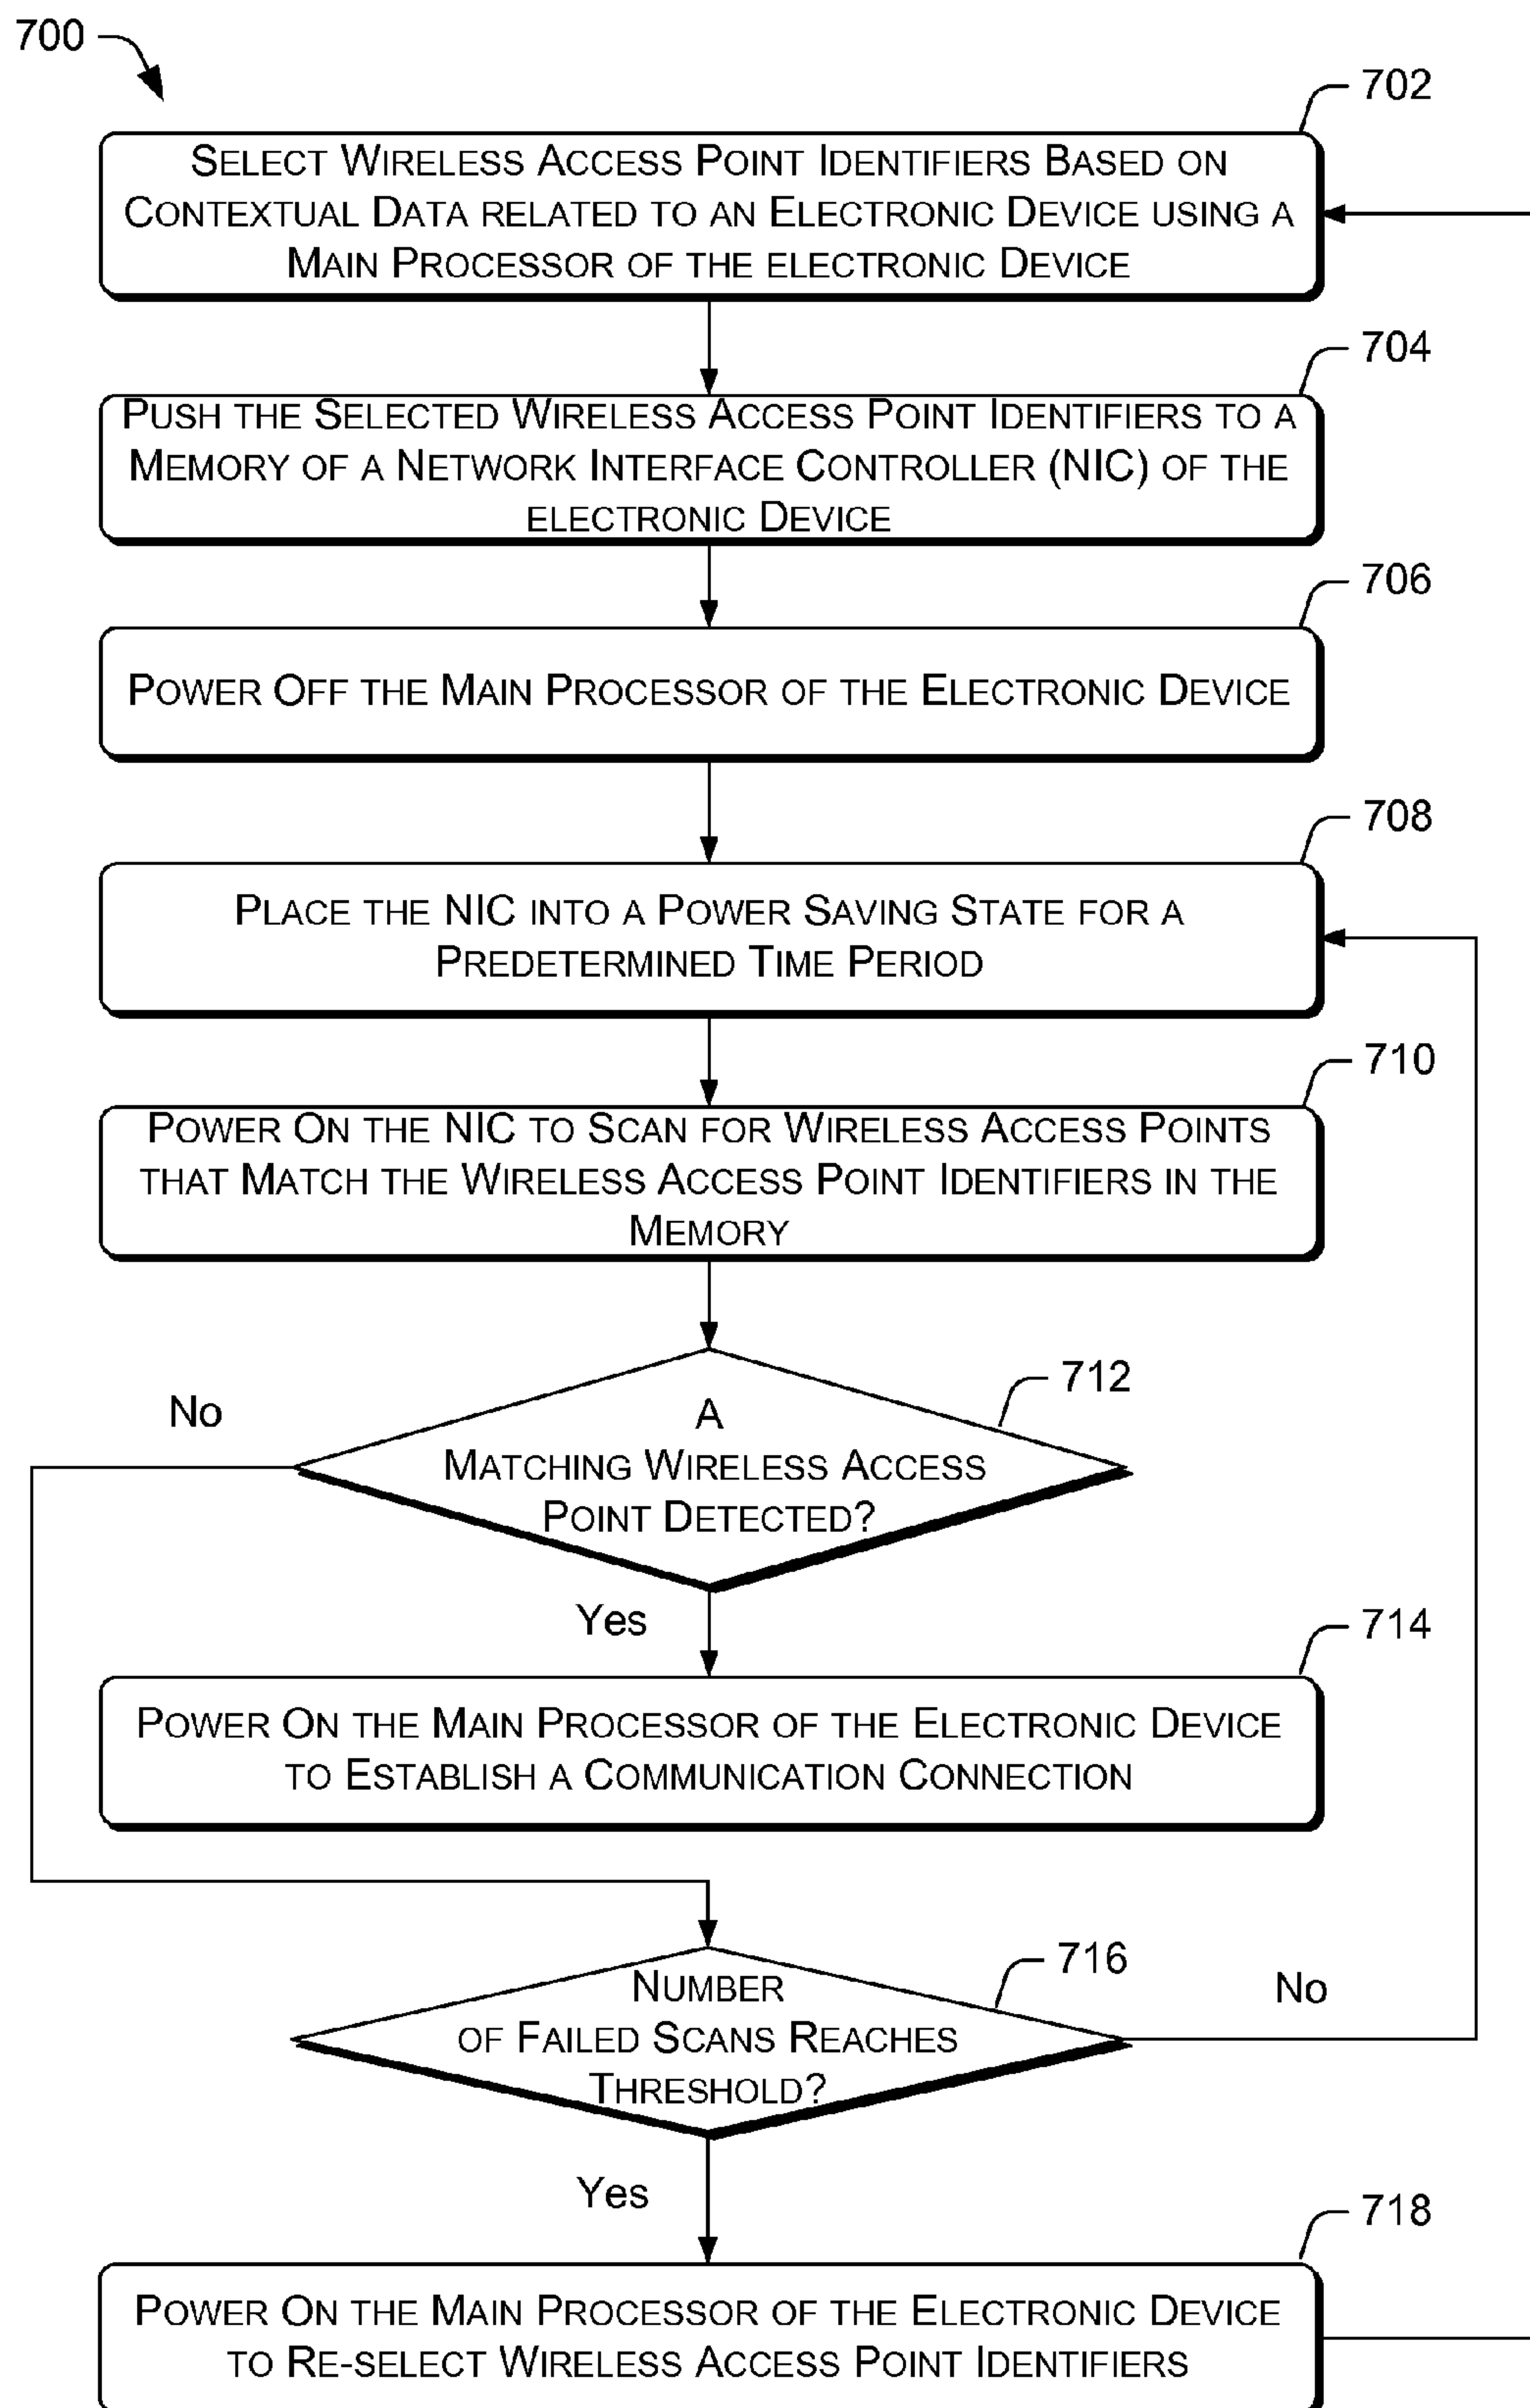 700
702
SELECT WIRELESS ACCESS POINT IDENTIFIERS BASED ON
CONTEXTUAL DATA RELATED TO AN ELECTRONIC DEVICE USING A
MAIN PROCESSOR OF THE ELECTRONIC DEVICE
704
PUSH THE SELECTED WIRELESS ACCESS POINT IDENTIFIERS TO A
MEMORY OF A NETWORK INTERFACE CONTROLLER (NIC) OF THE
ELECTRONIC DEVICE
706
POWER OFF THE MAIN PROCESSOR OF THE ELECTRONIC DEVICE
708
PLACE THE NIC INTO A POWER SAVING STATE FOR A
PREDETERMINED TIME PERIOD
710
POWER ON THE NIC TO SCAN FOR WIRELESS ACCESS POINTS
THAT MATCH THE WIRELESS ACCESS POINT IDENTIFIERS IN THE
MEMORY
712
No
A
MATCHING WIRELESS ACCESS
POINT DETECTED?
Yes
714
POWER ON THE MAIN PROCESSOR OF THE ELECTRONIC DEVICE
TO ESTABLISH A COMMUNICATION CONNECTION
716
NUMBER
OF FAILED SCANS REACHES
THRESHOLD?
No
Yes
718
POWER ON THE MAIN PROCESSOR OF THE ELECTRONIC DEVICE
TO RE-SELECT WIRELESS ACCESS POINT IDENTIFIERS